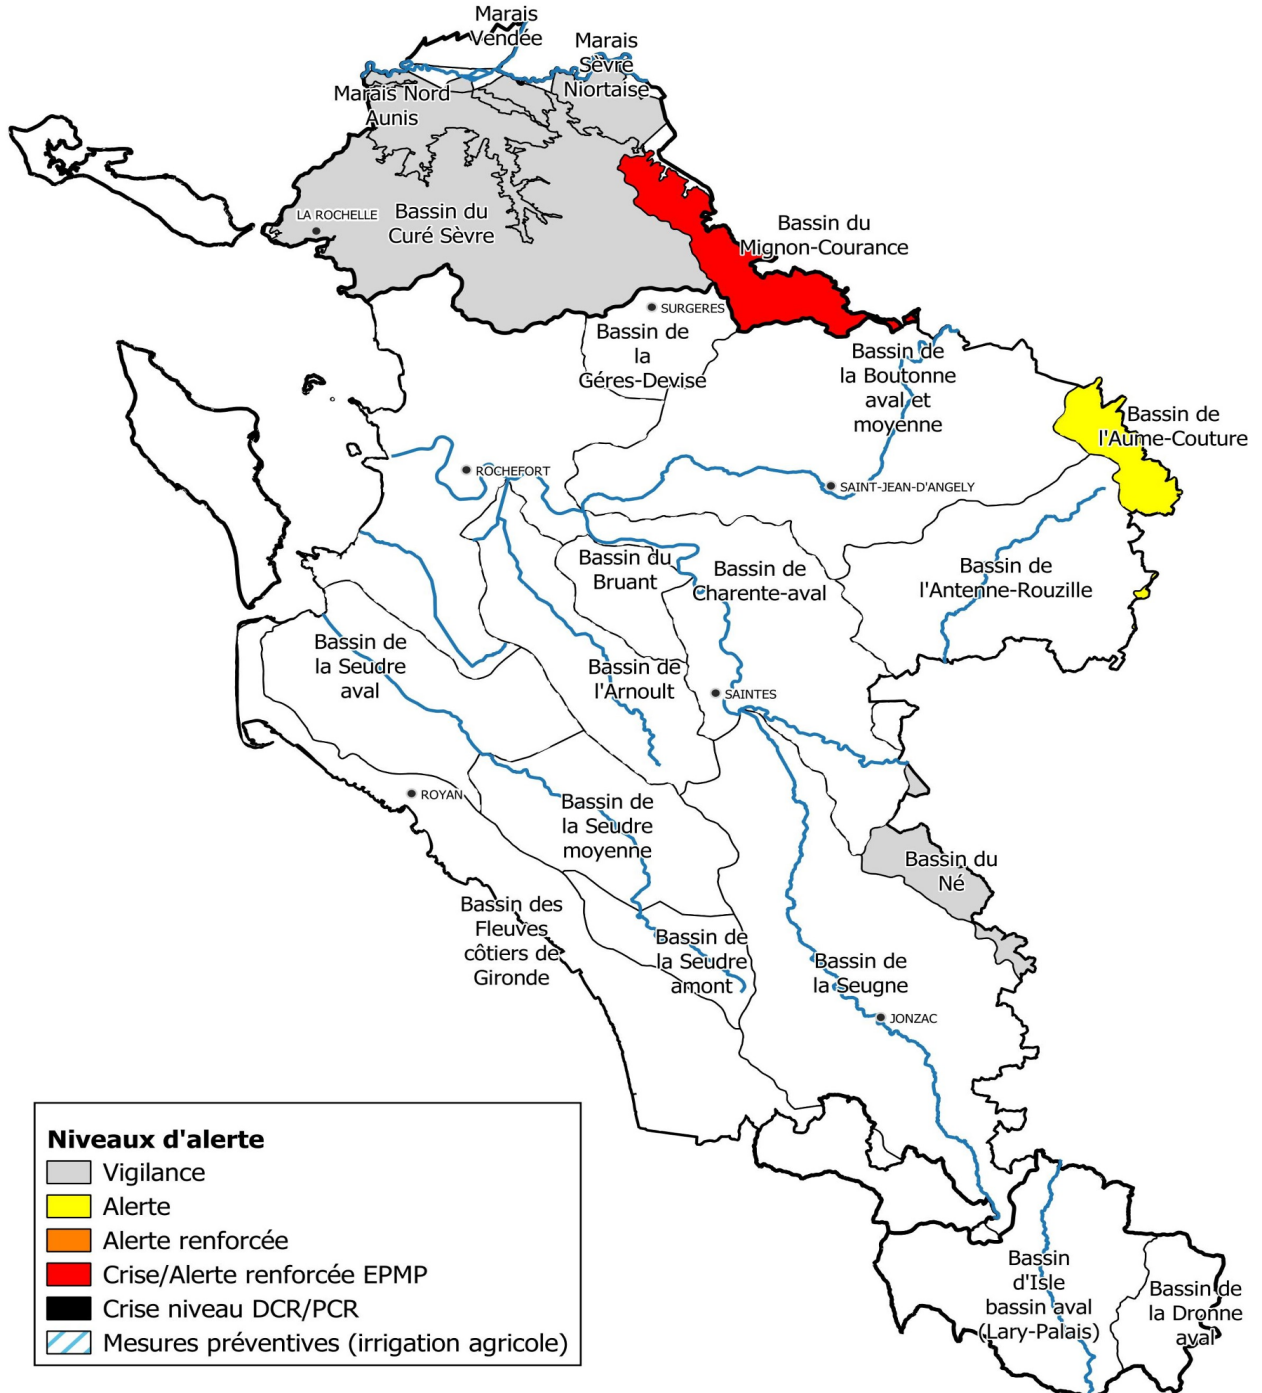 Marais
Vendée
Marais
Sèvre
Niortaise
Marais Nord
Aunis
LA ROCHELLE
Bassin du
Curé Sèvre
Bassin du
Mignon-Courance
SURGERES
Bassin de
la
Géres-Devise
Bassin de
la Boutonne
aval et
moyenne
Bassin de
l'Aume-Couture
ROCHEFORT
SAINT-JEAN-D'ANGELY
Bassin du
Bruant
Bassin de
Charente-aval
Bassin de
l'Antenne-Rouzille
Bassin de
la Seudre
aval
Bassin de
l'Arnoult
SAINTES
ROYAN
Bassin de
la Seudre
moyenne
Bassin du
Né
Bassin des
Fleuves
côtiers de
Gironde
Bassin de
la Seudre
amont
Bassin de
la Seugne
JONZAC
Bassin
d'Isle
bassin aval
(Lary-Palais)
Bassin de
la Dronne
aval
Niveaux d'alerte
Vigilance
Alerte
Alerte renforcée
Crise/Alerte renforcée EPMP
Crise niveau DCR/PCR
Mesures préventives (irrigation agricole)